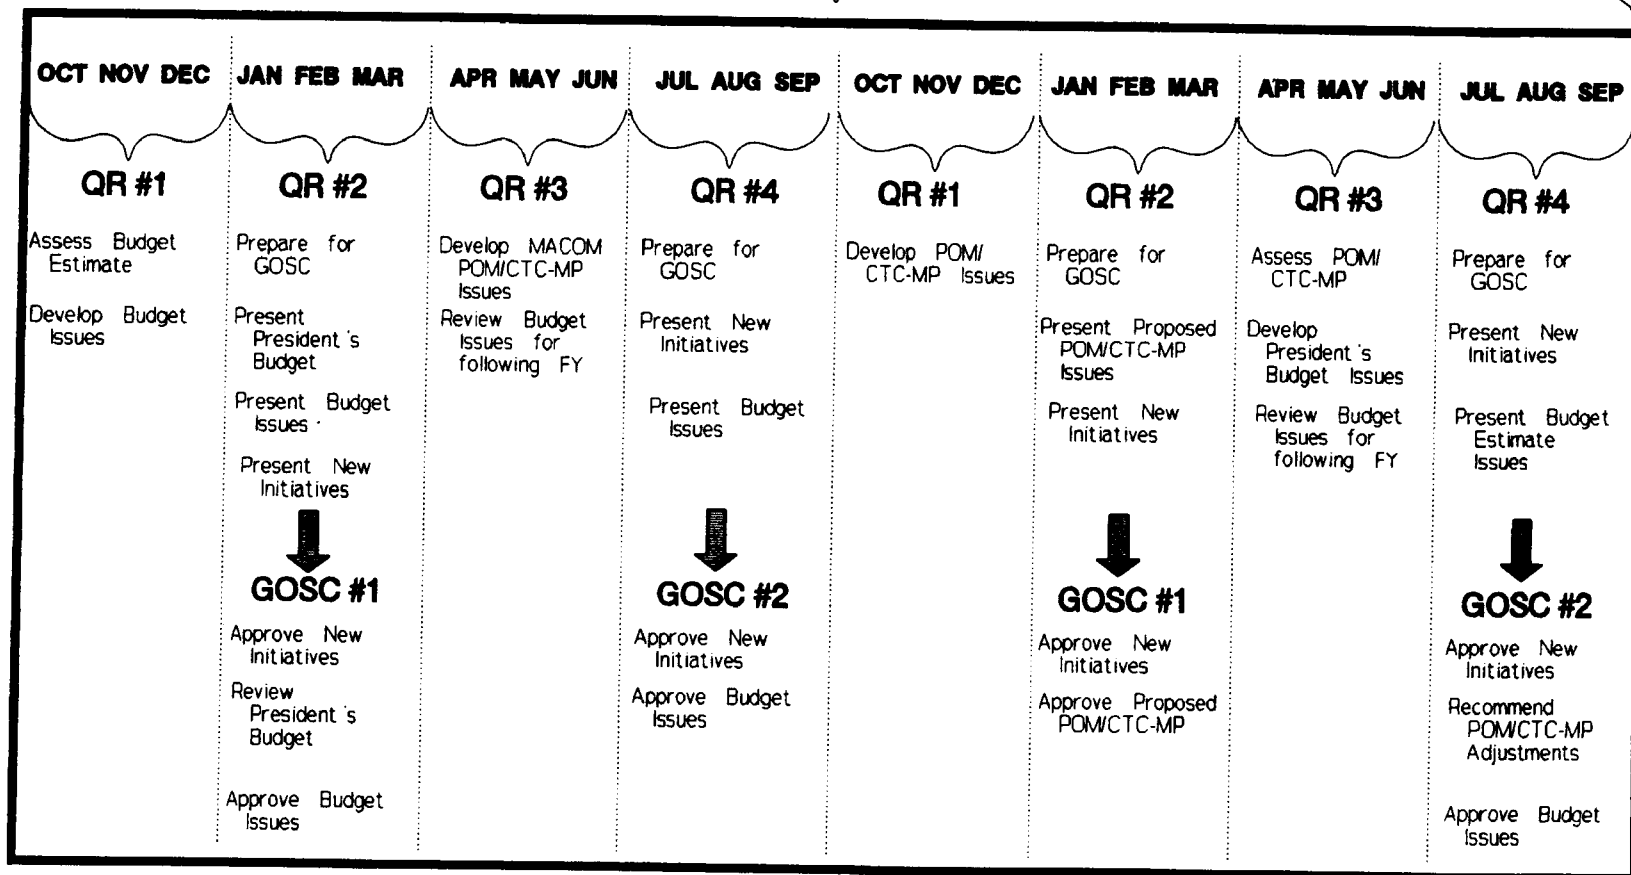 OCT NOV DEC
QR #1
Assess Budget
Estimate
Develop Budget
Issues
JAN FEB MAR
QR #2
Prepare for
GOSC
Present
President's
Budget
Present Budget
Issues
Present New
Initiatives
GOSC #1
Approve New
Initiatives
Review
President's
Budget
Approve Budget
Issues
APR MAY JUN
QR #3
Develop MACOM
POM/CTC-MP
Issues
Review Budget
Issues for
following FY
JUL AUG SEP
QR #4
Prepare for
GOSC
Present New
Initiatives
Present Budget
Issues
GOSC #2
Approve New
Initiatives
Approve Budget
Issues
OCT NOV DEC
QR #1
Develop POM/
CTC-MP Issues
JAN FEB MAR
QR #2
Prepare for
GOSC
Present Proposed
POM/CTC-MP
Issues
Present New
Initiatives
GOSC #1
Approve New
Initiatives
Approve Proposed
POM/CTC-MP
APR MAY JUN
QR #3
Assess POM/
CTC-MP
Develop
President's
Budget Issues
Review Budget
Issues for
following FY
JUL AUG SEP
QR #4
Prepare for
GOSC
Present New
Initiatives
Present Budget
Estimate
Issues
GOSC #2
Approve New
Initiatives
Recommend
POM/CTC-MP
Adjustments
Approve Budget
Issues